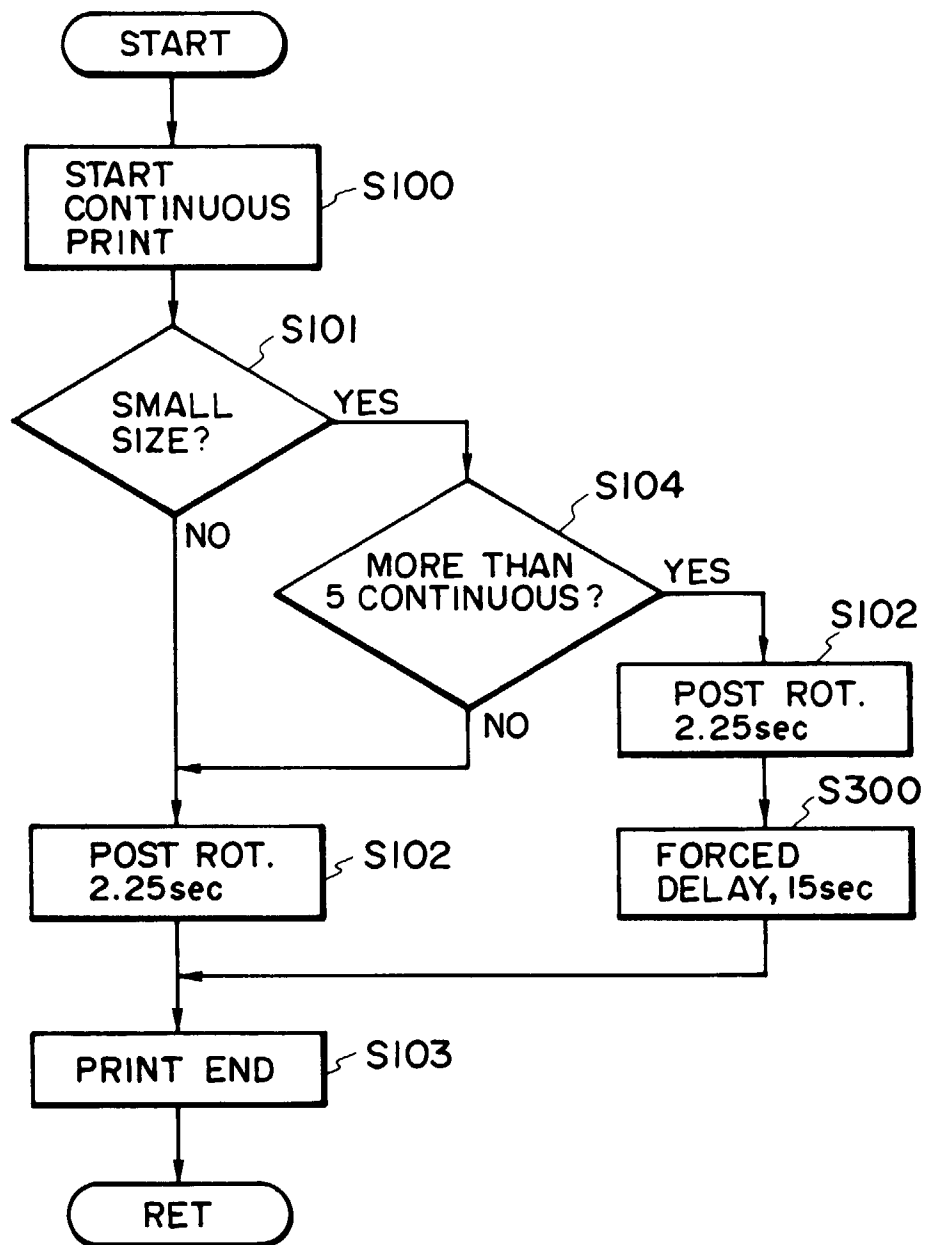 START
START
CONTINUOUS
PRINT
S100
S101
SMALL
SIZE?
YES
NO
S104
MORE THAN
5 CONTINUOUS?
YES
NO
S102
POST ROT.
2.25sec
S300
FORCED
DELAY, 15sec
POST ROT.
2.25sec
S102
PRINT END
S103
RET